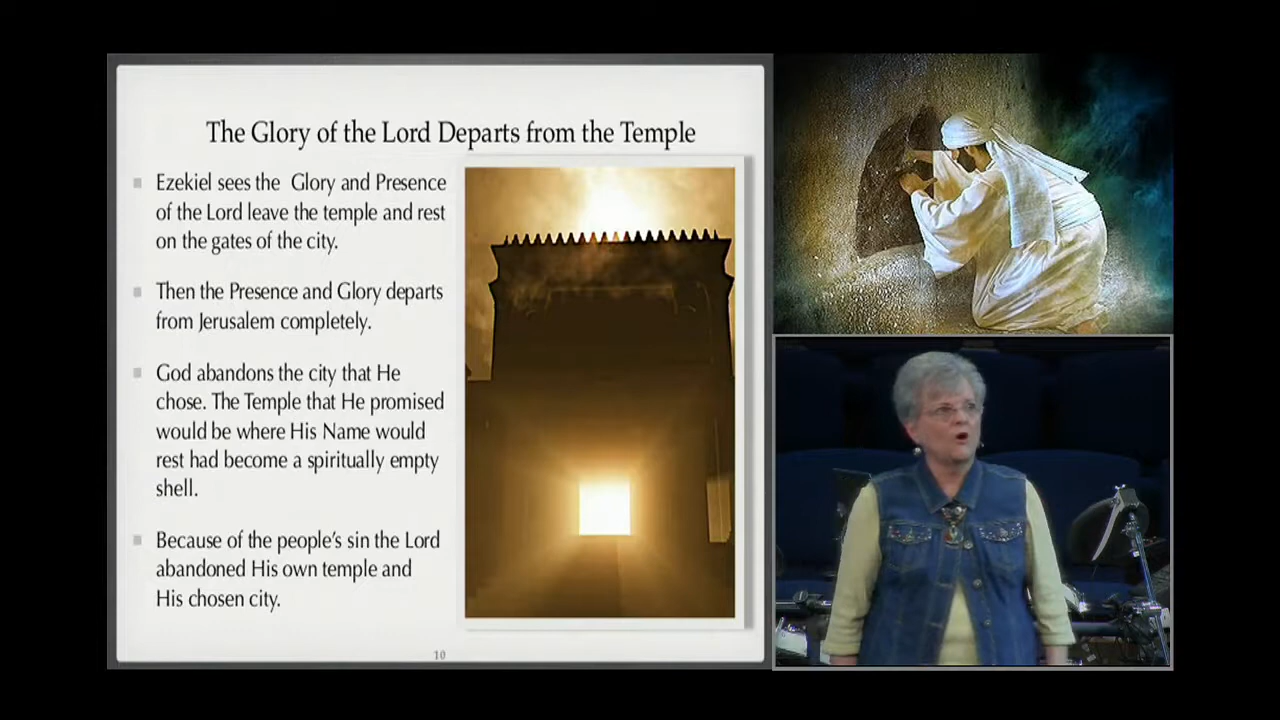 The Glory of the Lord Departs from the Temple
Ezekiel sees the Glory and Presence
of the Lord leave the temple and rest
on the gates of the city.
Then the Presence and Glory departs
from Jerusalem completely.
God abandons the city that He
chose. The Temple that He promised
would be where His Name would
rest had become a spiritually empty
shell.
Because of the people's sin the Lord
abandoned His own temple and
His chosen city.
10